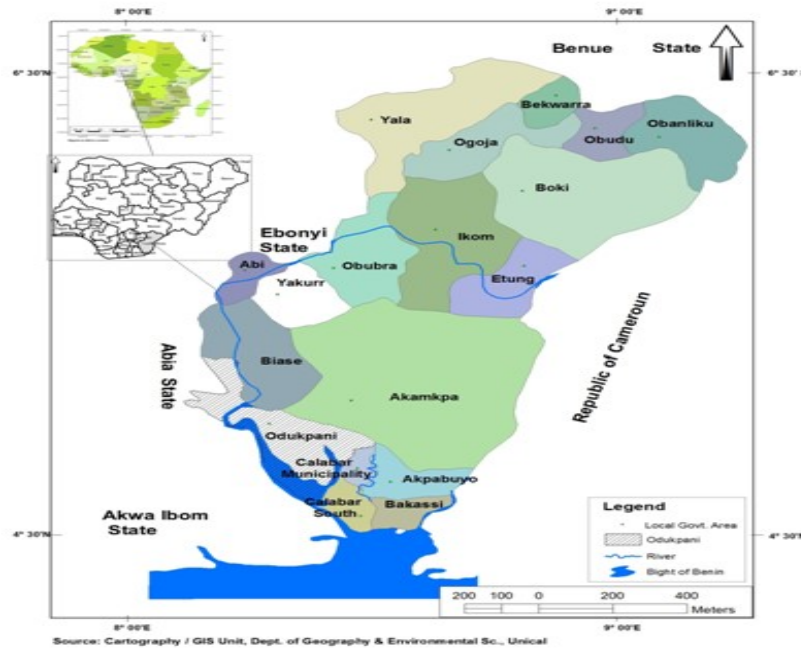 8° 00'E
9° 00'E
6° 30'N
6° 30'
Benue State
Yala
Bekwarra
Ogoja
Obudu
Obanliku
Boki
Ebonyi
State
Ikom
Abi
Obubra
Yakurr
Etung
Abia State
Biase
Republic of Cameroun
Akamkpa
Odukpani
Calabar
Municipality
Akpabuyo
Calabar
South.
Bakassi
Akwa Ibom
State
Legend
Local Govt. Area
Odukpani
River
Bight of Benin
4° 30'N
4° 30'N
200 100 0 200 400
Meters
8° 00'E
9° 00'E
Source: Cartography / GIS Unit, Dept. of Geography & Environmental Sc., Unical